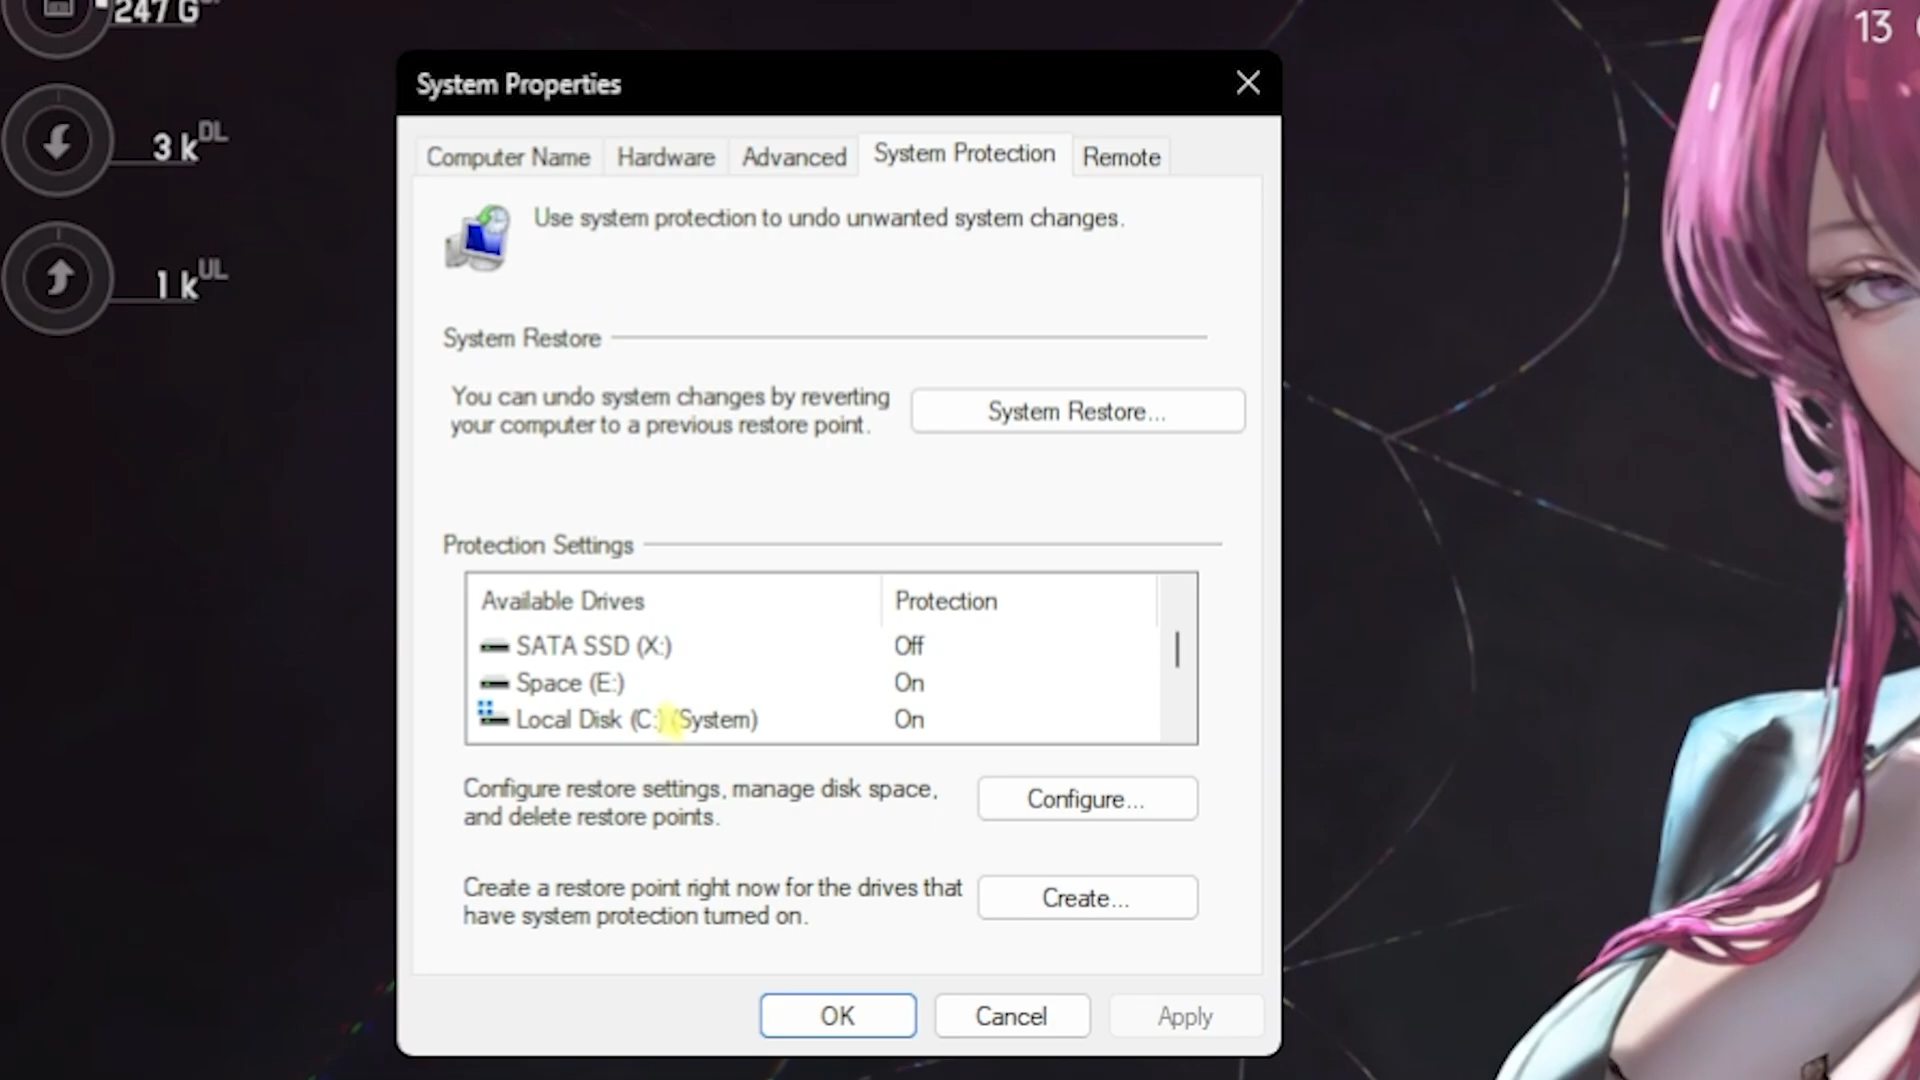 247 G
13
System Properties
3 k DL
Computer Name Hardware Advanced System Protection Remote
Use system protection to undo unwanted system changes.
1 k UL
System Restore
You can undo system changes by reverting
your computer to a previous restore point.
System Restore...
Protection Settings
Available Drives Protection
SATA SSD (X:) Off
Space (E:) On
Local Disk (C:) (System) On
Configure restore settings, manage disk space,
and delete restore points.
Configure...
Create a restore point right now for the drives that
have system protection turned on.
Create...
OK Cancel Apply